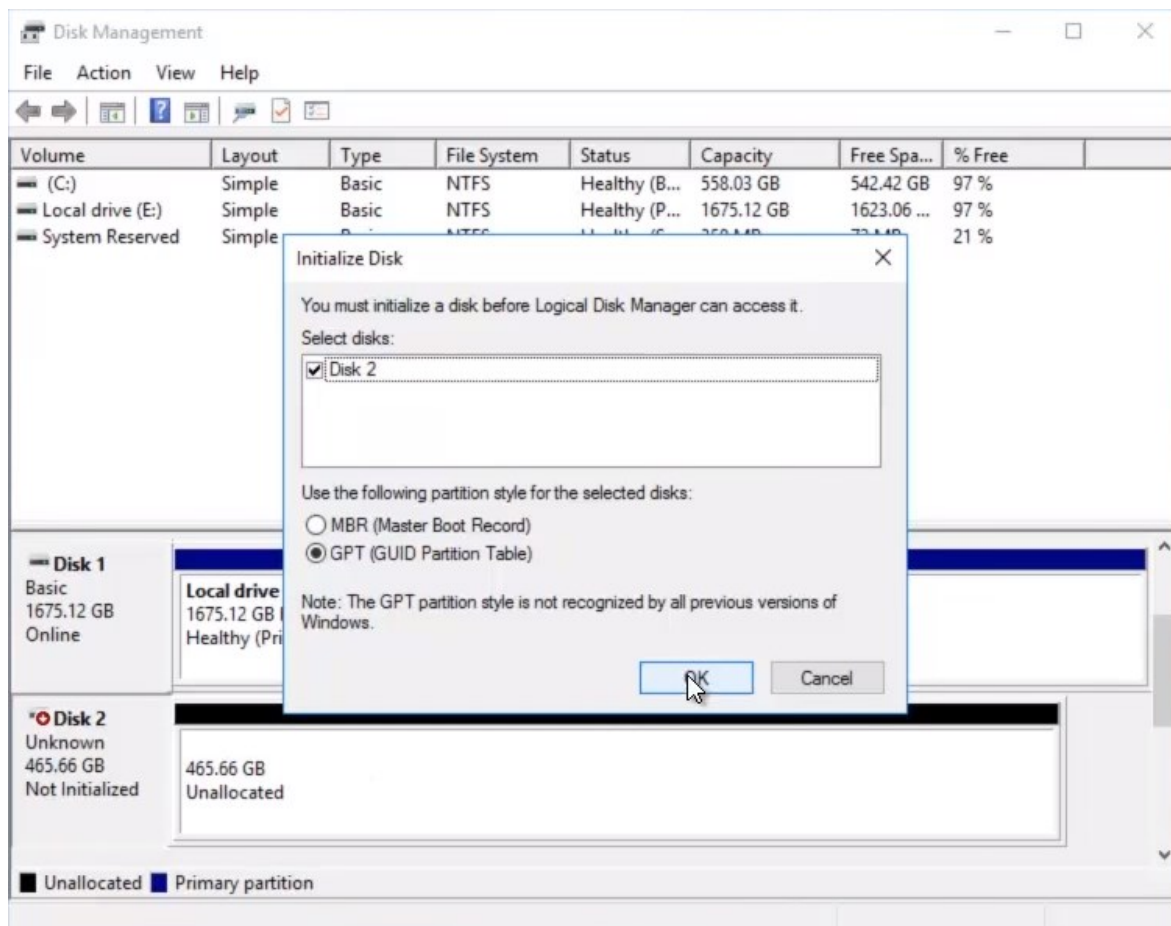 Disk Management
File Action View Help
Volume Layout Type File System Status Capacity Free Spa... % Free
(C:) Simple Basic NTFS Healthy (B... 558.03 GB 542.42 GB 97 %
Local drive (E:) Simple Basic NTFS Healthy (P... 1675.12 GB 1623.06 ... 97 %
System Reserved Simple 21 %
Initialize Disk
You must initialize a disk before Logical Disk Manager can access it.
Select disks:
Disk 2
Use the following partition style for the selected disks:
MBR (Master Boot Record)
GPT (GUID Partition Table)
Note: The GPT partition style is not recognized by all previous versions of
Windows.
OK Cancel
Disk 1
Basic
1675.12 GB
Online
Local drive
1675.12 GB
Healthy (Pri
Disk 2
Unknown
465.66 GB
Not Initialized
465.66 GB
Unallocated
Unallocated Primary partition